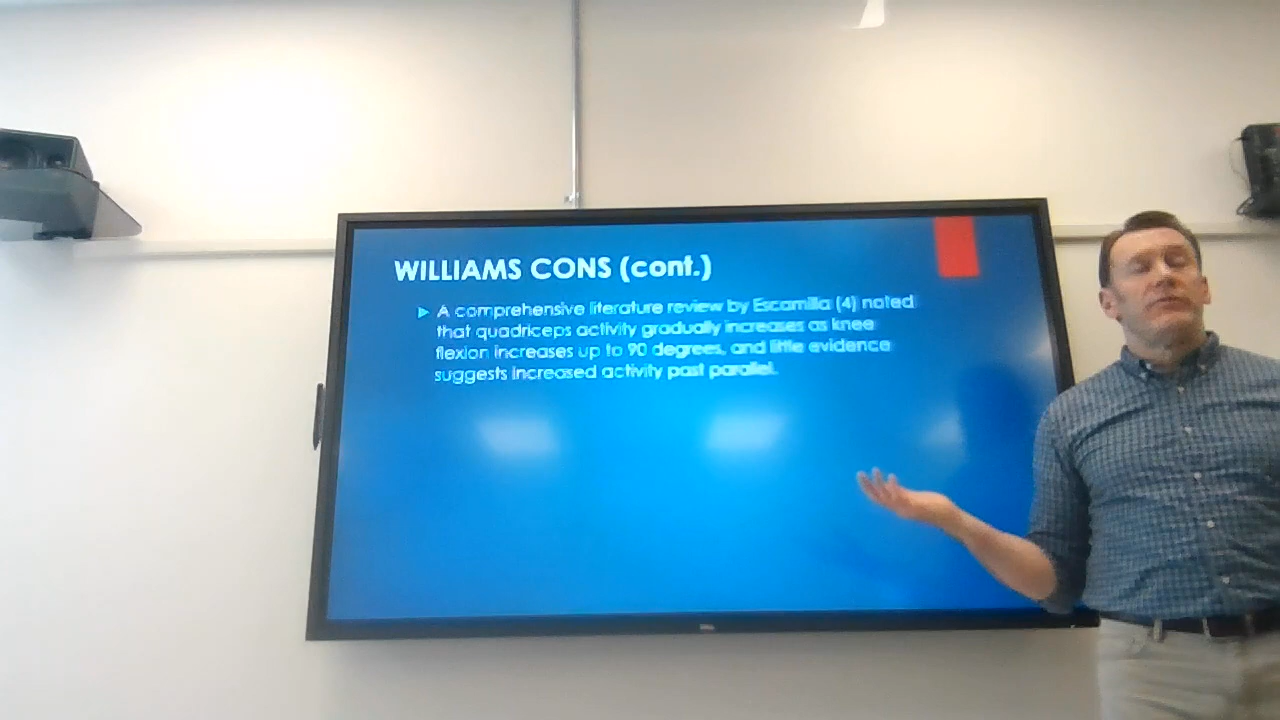 WILLIAMS CONS (cont.)
A comprehensive literature review by Escamilla (4) noted
that quadriceps activity gradually increases as knee
flexion increases up to 90 degrees, and little evidence
suggests increased activity past parallel.